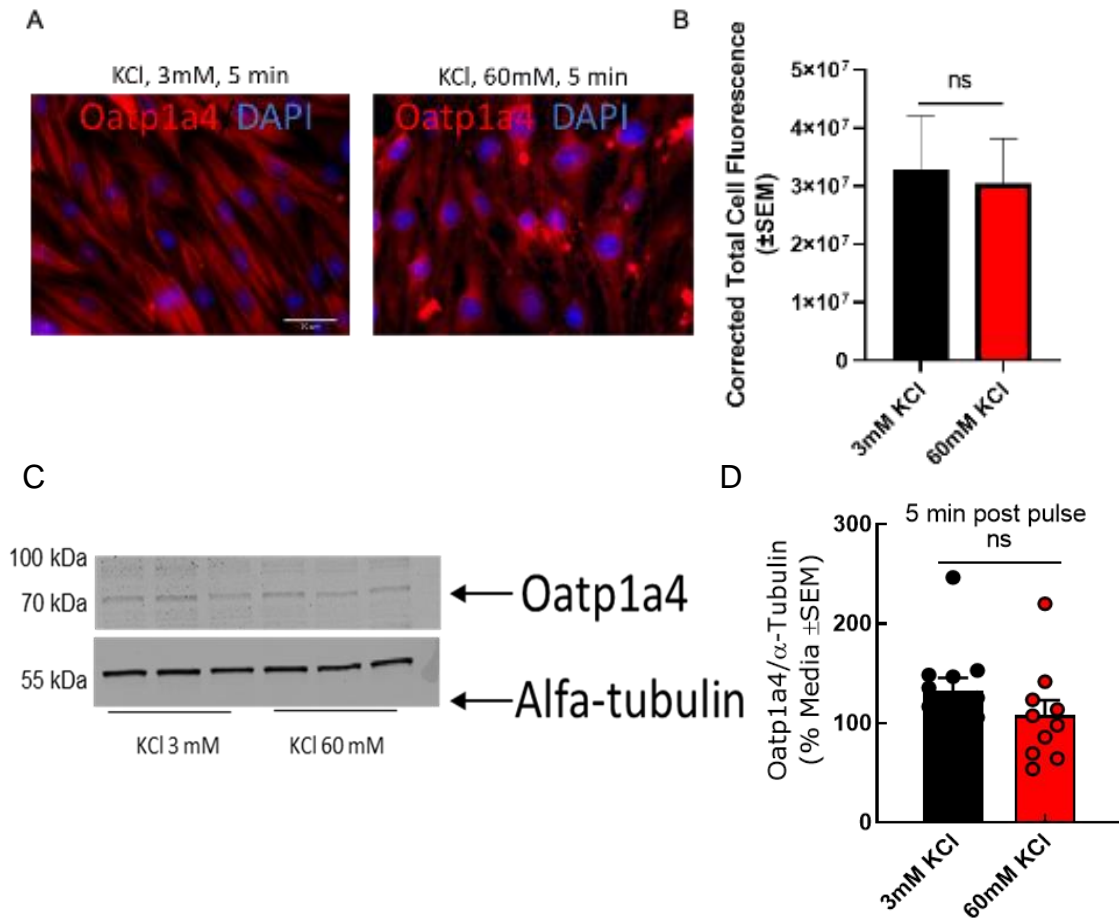 A
KCl, 3mM, 5 min
KCl, 60mM, 5 min
Oatp1a4 DAPI
Oatp1a4 DAPI
B
Corrected Total Cell Fluorescence
(±SEM)
5×10⁷
4×10⁷
3×10⁷
2×10⁷
1×10⁷
0
ns
3mM KCl
60mM KCl
C
100 kDa
70 kDa
55 kDa
Oatp1a4
Alfa-tubulin
KCl 3 mM
KCl 60 mM
D
Oatp1a4/α-Tubulin
(% Media ±SEM)
300
200
100
0
5 min post pulse
ns
3mM KCl
60mM KCl